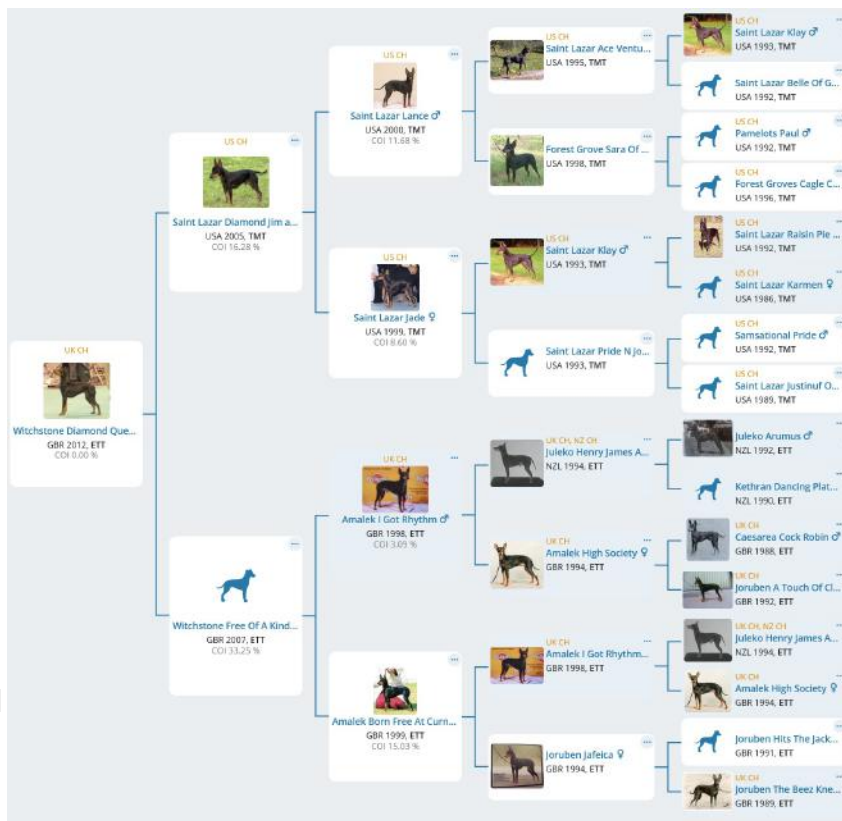 UK CH
Witchstone Diamond Que...
GBR 2012, ETT
COI 0.00 %
US CH
Saint Lazar Diamond Jim a...
USA 2005, TMT
COI 16.28 %
Witchstone Free Of A Kind...
GBR 2007, ETT
COI 33.25 %
US CH
Saint Lazar Lance ♂
USA 2000, TMT
COI 11.68 %
US CH
Saint Lazar Jade ♀
USA 1999, TMT
COI 8.60 %
UK CH
Amalek I Got Rhythm ♂
GBR 1998, ETT
COI 3.09 %
Amalek Born Free At Curn...
GBR 1999, ETT
COI 15.03 %
US CH
Saint Lazar Ace Ventu...
USA 1995, TMT
Forest Grove Sara Of ...
USA 1998, TMT
US CH
Saint Lazar Klay ♂
USA 1993, TMT
Saint Lazar Pride N Jo...
USA 1993, TMT
UK CH, NZ CH
Juleko Henry James A...
NZL 1994, ETT
UK CH
Amalek High Society ♀
GBR 1994, ETT
UK CH
Amalek I Got Rhythm...
GBR 1998, ETT
Joruben Jafeica ♀
GBR 1994, ETT
US CH
Saint Lazar Klay ♂
USA 1993, TMT
Saint Lazar Belle Of G...
USA 1992, TMT
US CH
Pamelots Paul ♂
USA 1992, TMT
US CH
Forest Groves Cagle C...
USA 1996, TMT
US CH
Saint Lazar Raisin Pie ...
USA 1992, TMT
US CH
Saint Lazar Karmen ♀
USA 1986, TMT
US CH
Samsational Pride ♂
USA 1992, TMT
US CH
Saint Lazar Justinuf O...
USA 1989, TMT
Juleko Arumus ♂
NZL 1992, ETT
Kethran Dancing Plat...
NZL 1990, ETT
UK CH
Caesarea Cock Robin ♂
GBR 1988, ETT
UK CH
Joruben A Touch Of Cl...
GBR 1992, ETT
UK CH, NZ CH
Juleko Henry James A...
NZL 1994, ETT
UK CH
Amalek High Society ♀
GBR 1994, ETT
Joruben Hits The Jack...
GBR 1991, ETT
UK CH
Joruben The Beez Kne...
GBR 1989, ETT